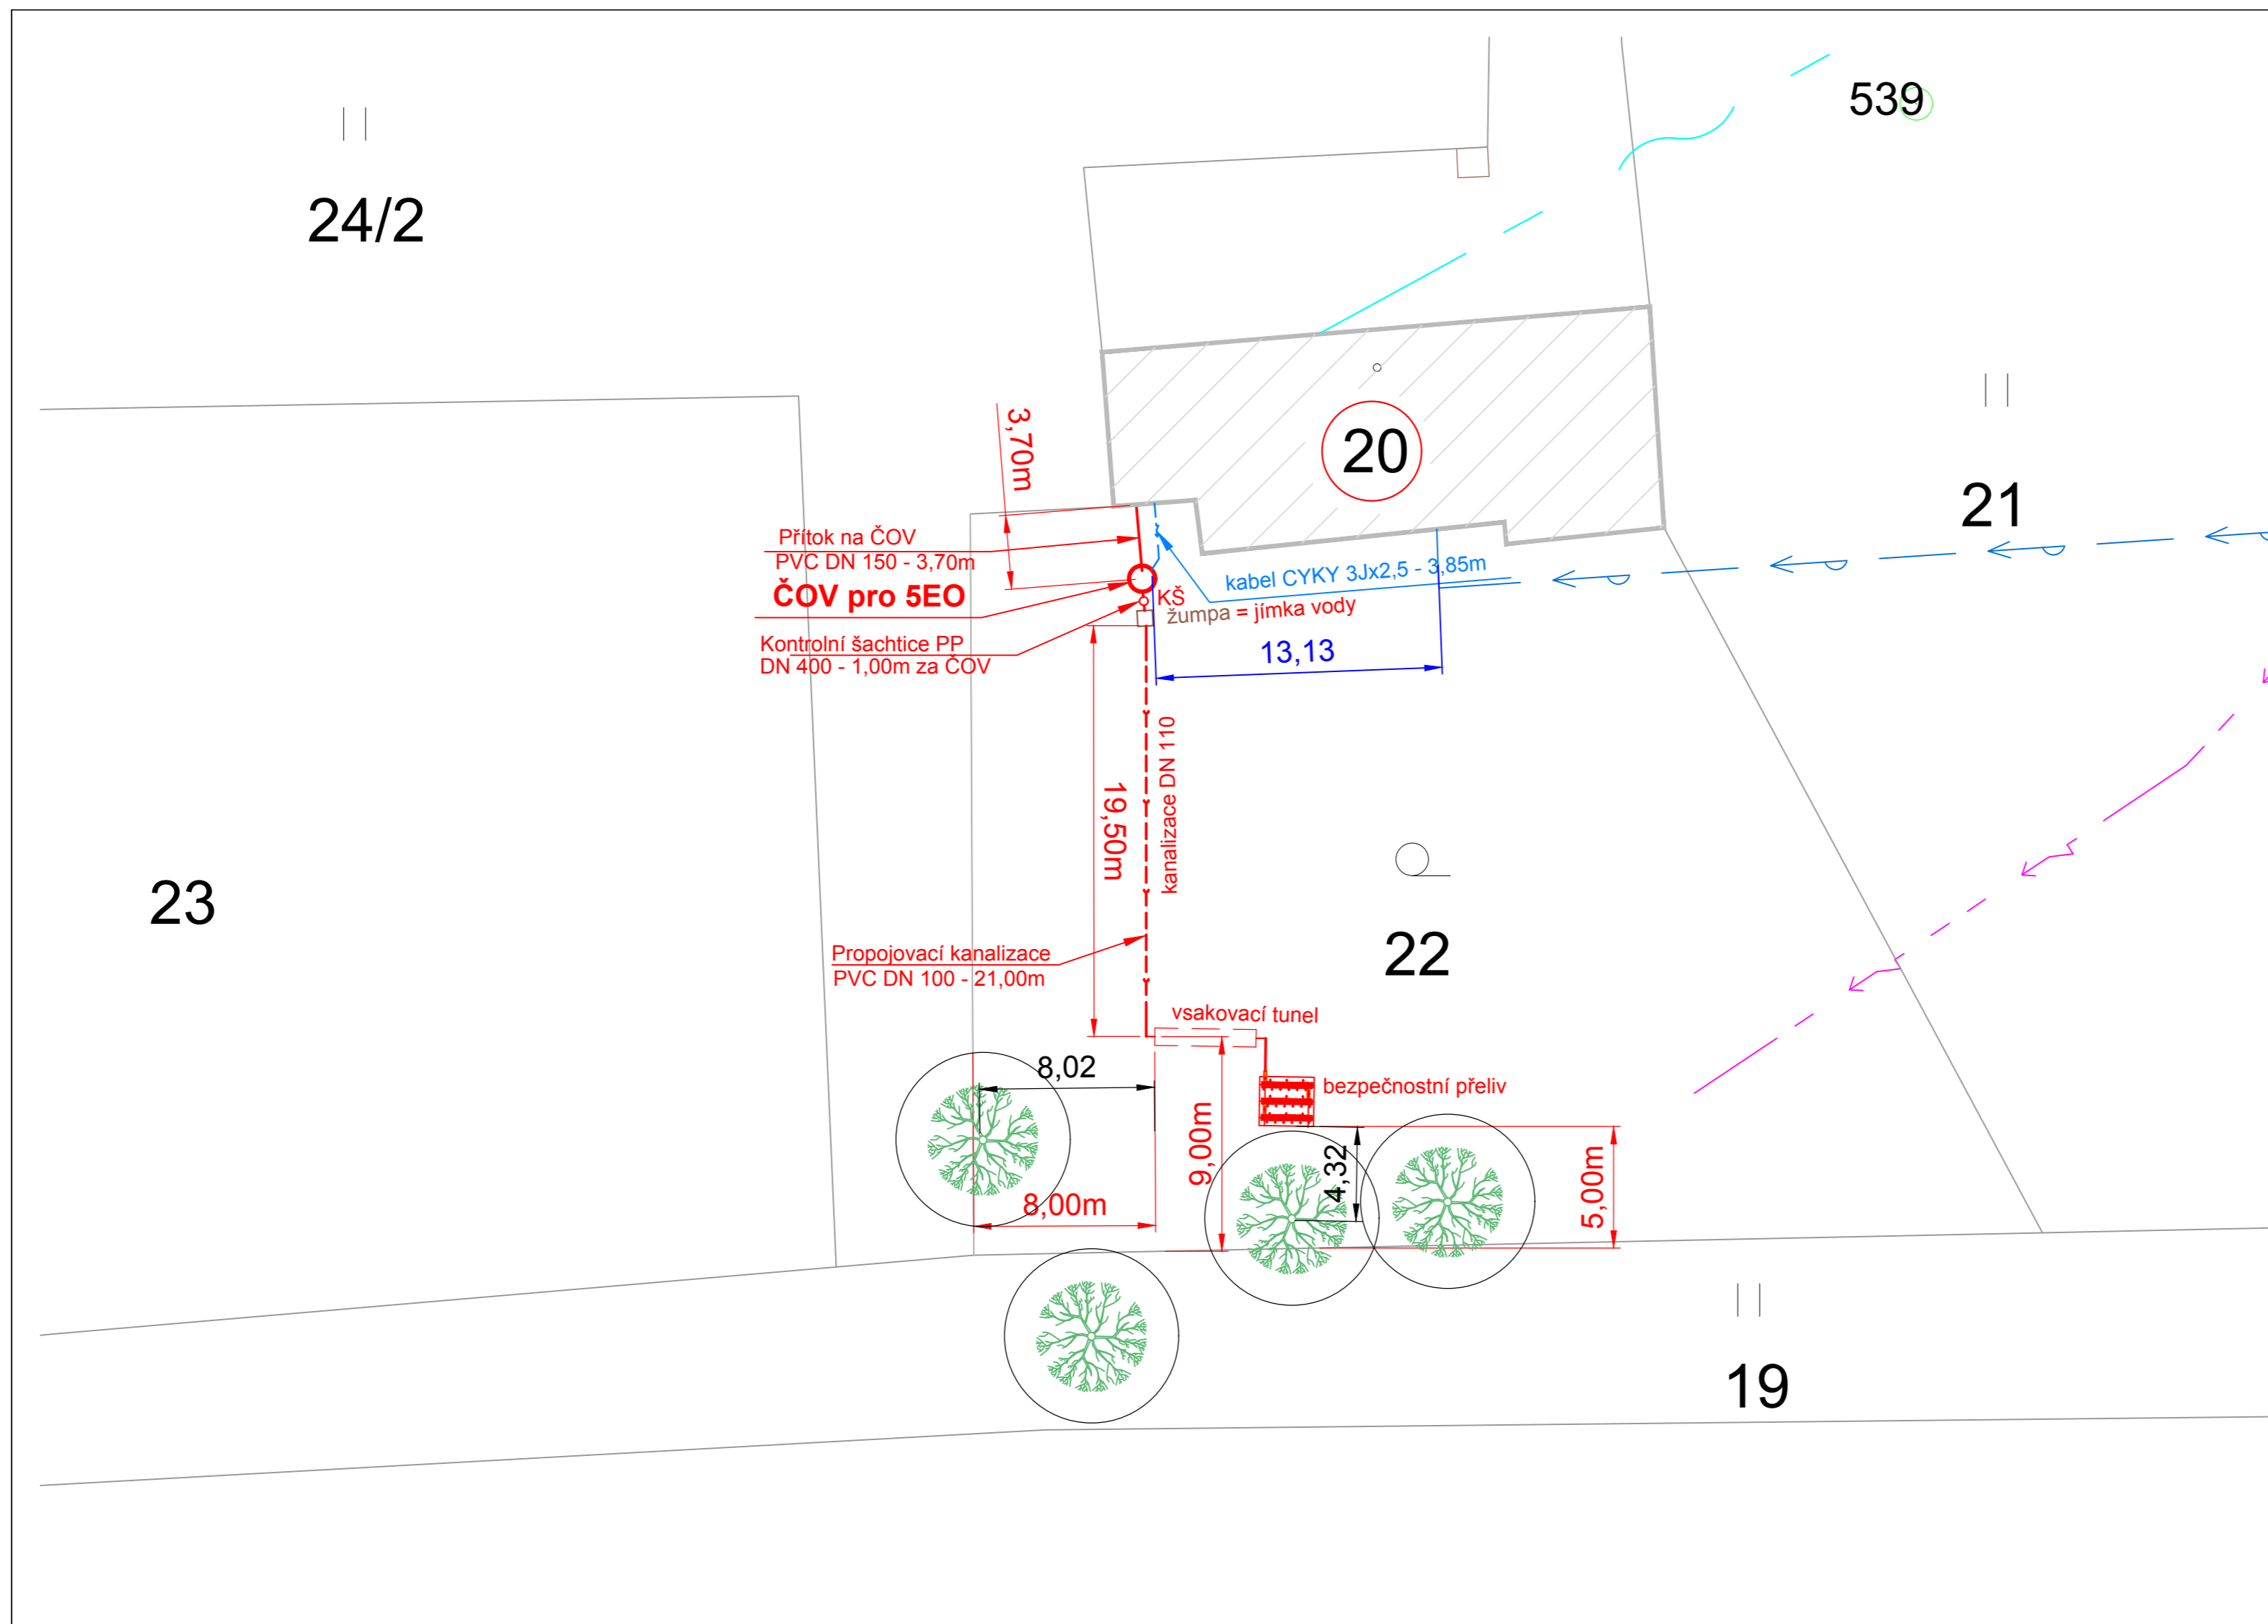 539
24/2
3,70m
20
21
Přítok na ČOV
PVC DN 150 - 3,70m
ČOV pro 5EO
kabel CYKY 3Jx2,5 - 3,85m
KŠ
žumpa = jímka vody
Kontrolní šachtice PP
DN 400 - 1,00m za ČOV
13,13
kanalizace DN 110
19,50m
23
22
Propojovací kanalizace
PVC DN 100 - 21,00m
vsakovací tunel
8,02
bezpečnostní přeliv
9,00m
4,32
5,00m
8,00m
19